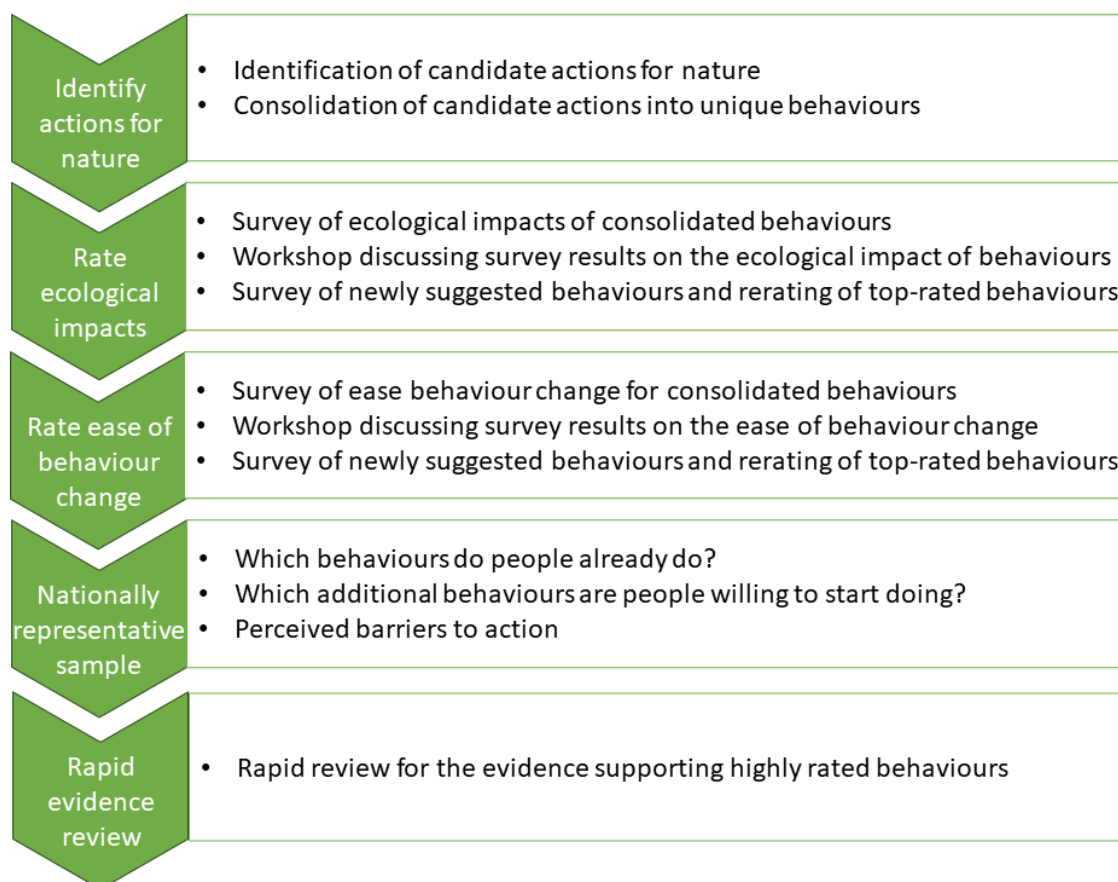 Identify
actions for
nature
• Identification of candidate actions for nature
• Consolidation of candidate actions into unique behaviours
Rate
ecological
impacts
• Survey of ecological impacts of consolidated behaviours
• Workshop discussing survey results on the ecological impact of behaviours
• Survey of newly suggested behaviours and rerating of top-rated behaviours
Rate ease of
behaviour
change
• Survey of ease behaviour change for consolidated behaviours
• Workshop discussing survey results on the ease of behaviour change
• Survey of newly suggested behaviours and rerating of top-rated behaviours
Nationally
representative
sample
• Which behaviours do people already do?
• Which additional behaviours are people willing to start doing?
• Perceived barriers to action
Rapid
evidence
review
• Rapid review for the evidence supporting highly rated behaviours